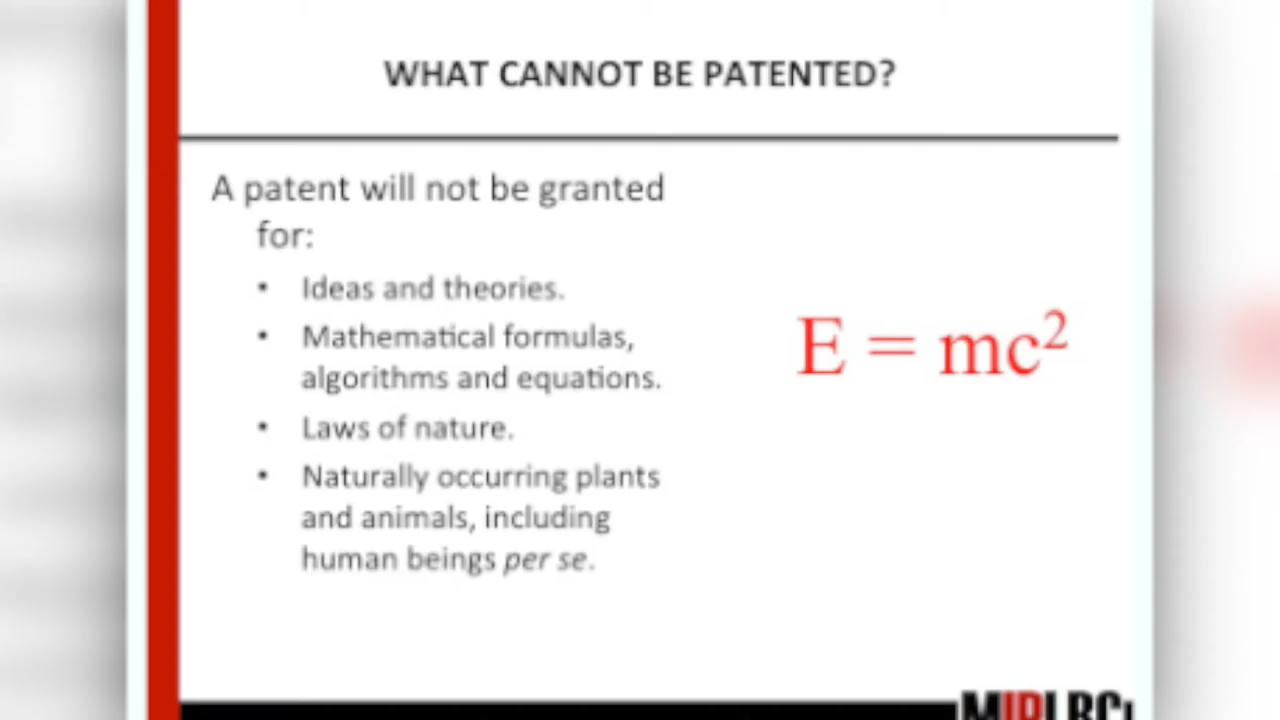 WHAT CANNOT BE PATENTED?
A patent will not be granted
for:
• Ideas and theories.
• Mathematical formulas,
algorithms and equations.
E = mc²
• Laws of nature.
• Naturally occurring plants
and animals, including
human beings per se.